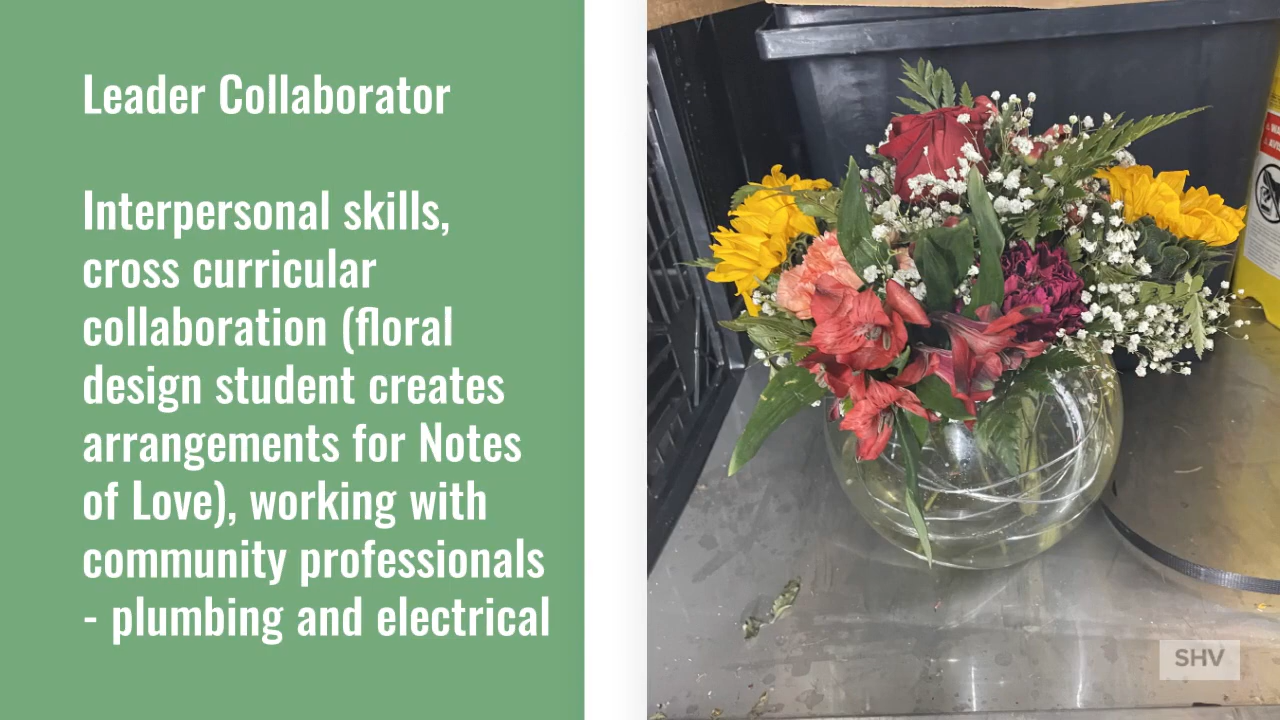 Leader Collaborator
Interpersonal skills,
cross curricular
collaboration (floral
design student creates
arrangements for Notes
of Love), working with
community professionals
- plumbing and electrical
SHV